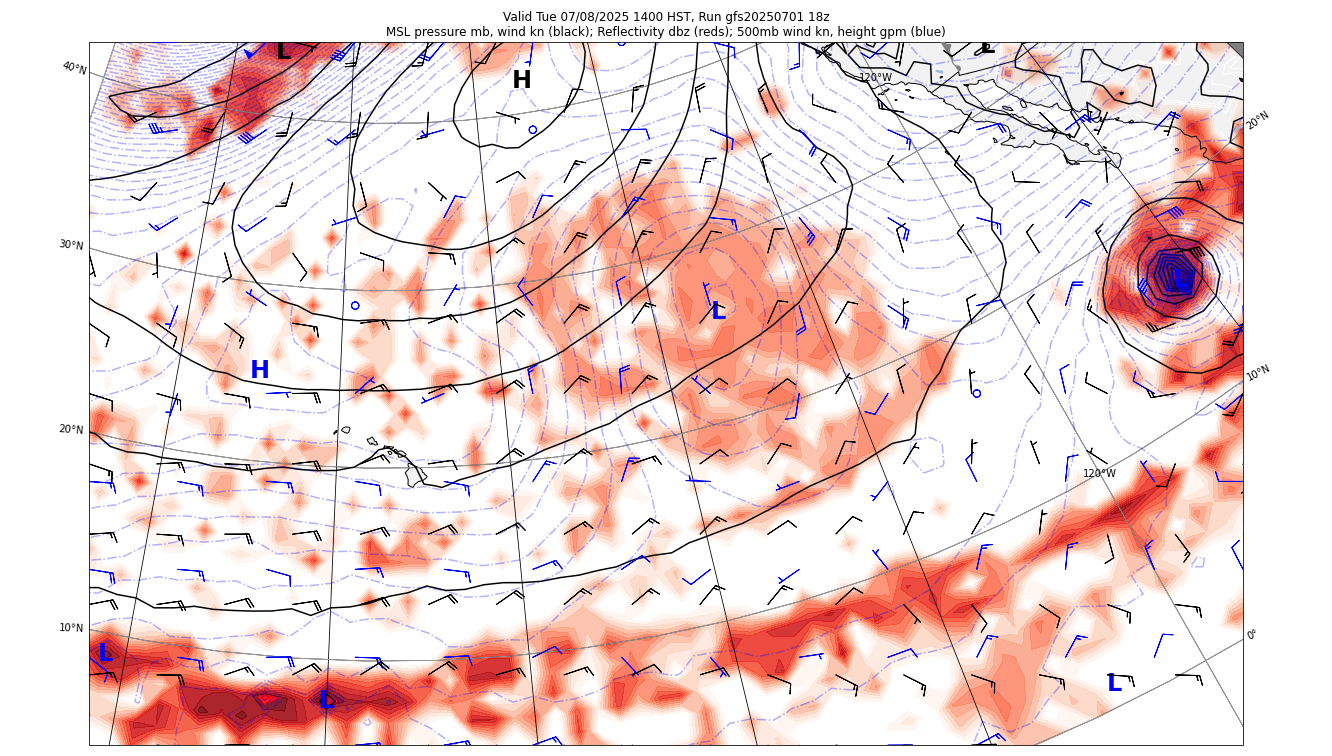 Valid Tue 07/08/2025 1400 HST, Run gfs20250701 18z
MSL pressure mb, wind kn (black); Reflectivity dbz (reds); 500mb wind kn, height gpm (blue)
L
L
40°N
H
120°W
20°N
30°N
L
L
H
10°N
20°N
120°W
10°N
0°
L
L
L